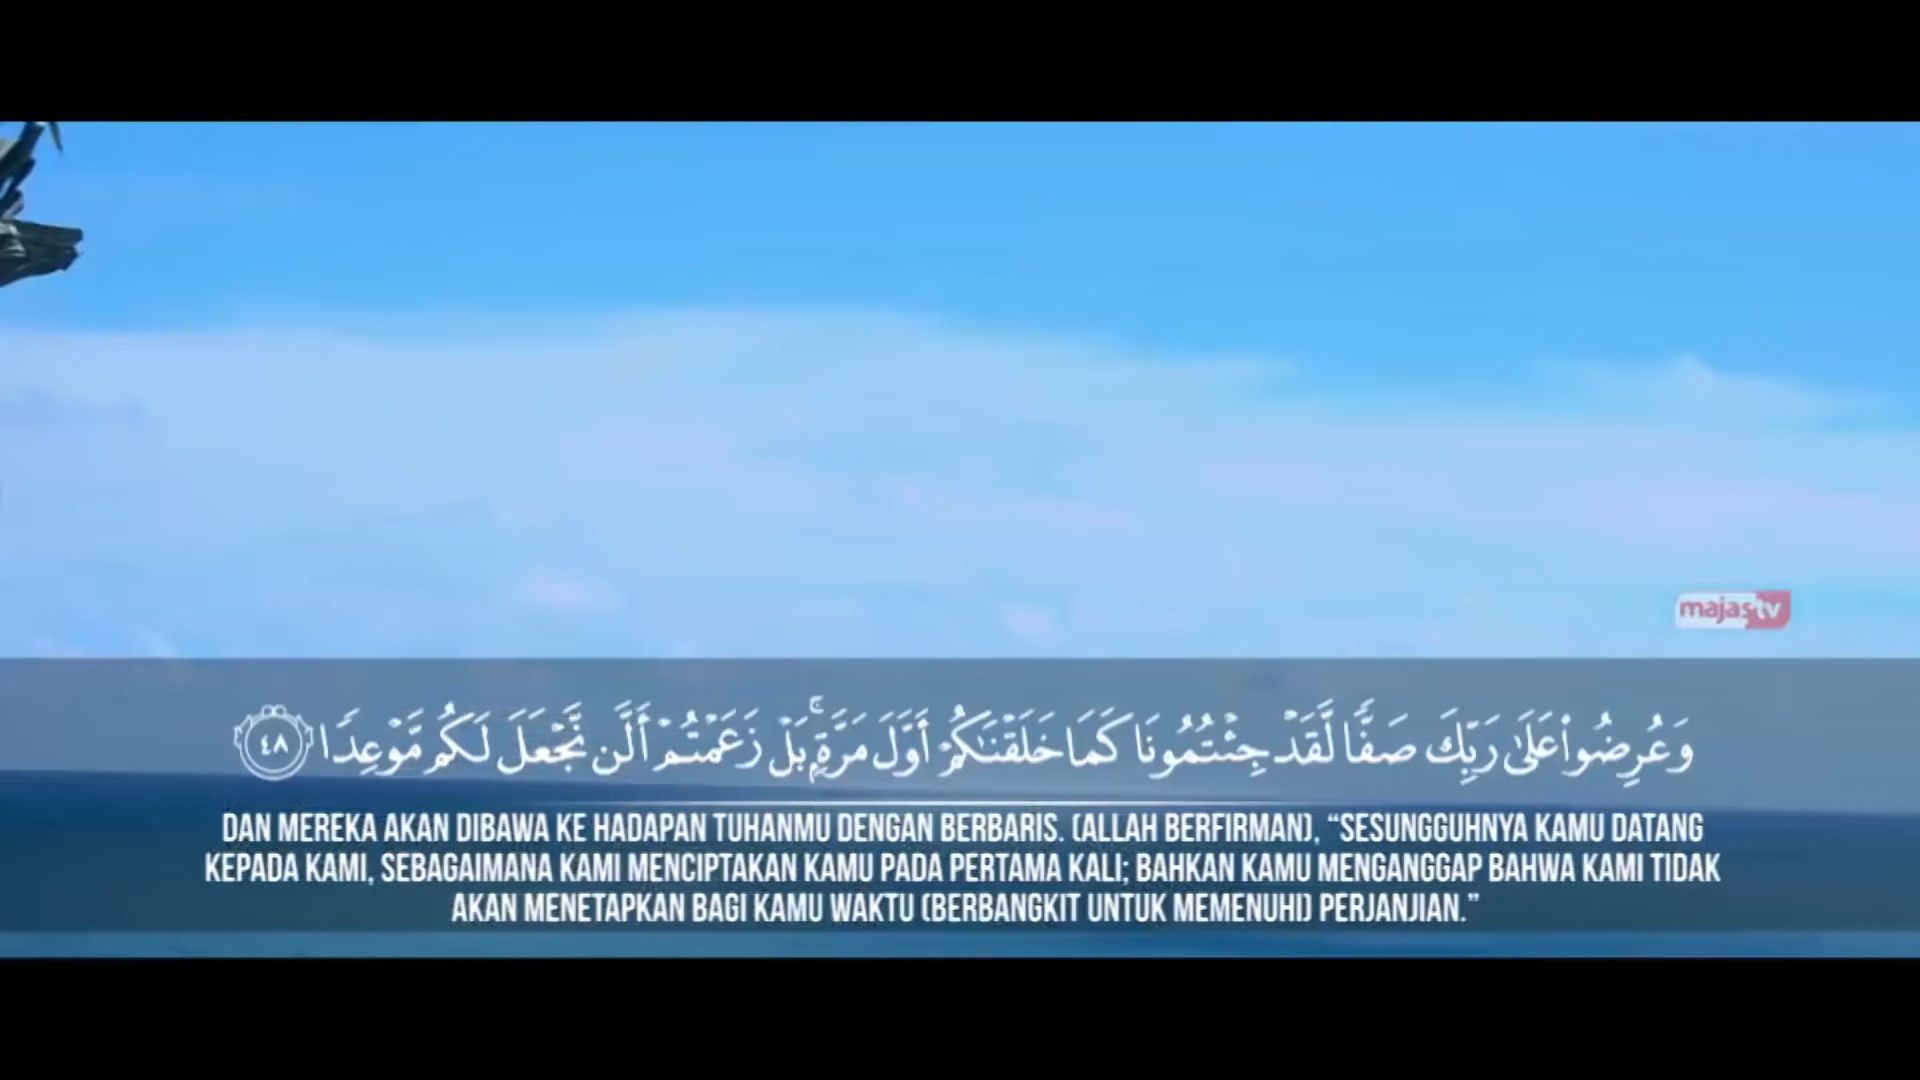 majastv
وَعُرِضُوا۟ عَلَىٰ رَبِّكَ صَفًّا لَّقَدْ جِئْتُمُونَا كَمَا خَلَقْنَـٰكُمْ أَوَّلَ مَرَّةٍۭ ۚ بَلْ زَعَمْتُمْ أَلَّن نَّجْعَلَ لَكُم مَّوْعِدًا ٤٨
DAN MEREKA AKAN DIBAWA KE HADAPAN TUHANMU DENGAN BERBARIS. (ALLAH BERFIRMAN), “SESUNGGUHNYA KAMU DATANG
KEPADA KAMI, SEBAGAIMANA KAMI MENCIPTAKAN KAMU PADA PERTAMA KALI; BAHKAN KAMU MENGANGGAP BAHWA KAMI TIDAK
AKAN MENETAPKAN BAGI KAMU WAKTU (BERBANGKIT UNTUK MEMENUHI) PERJANJIAN.”